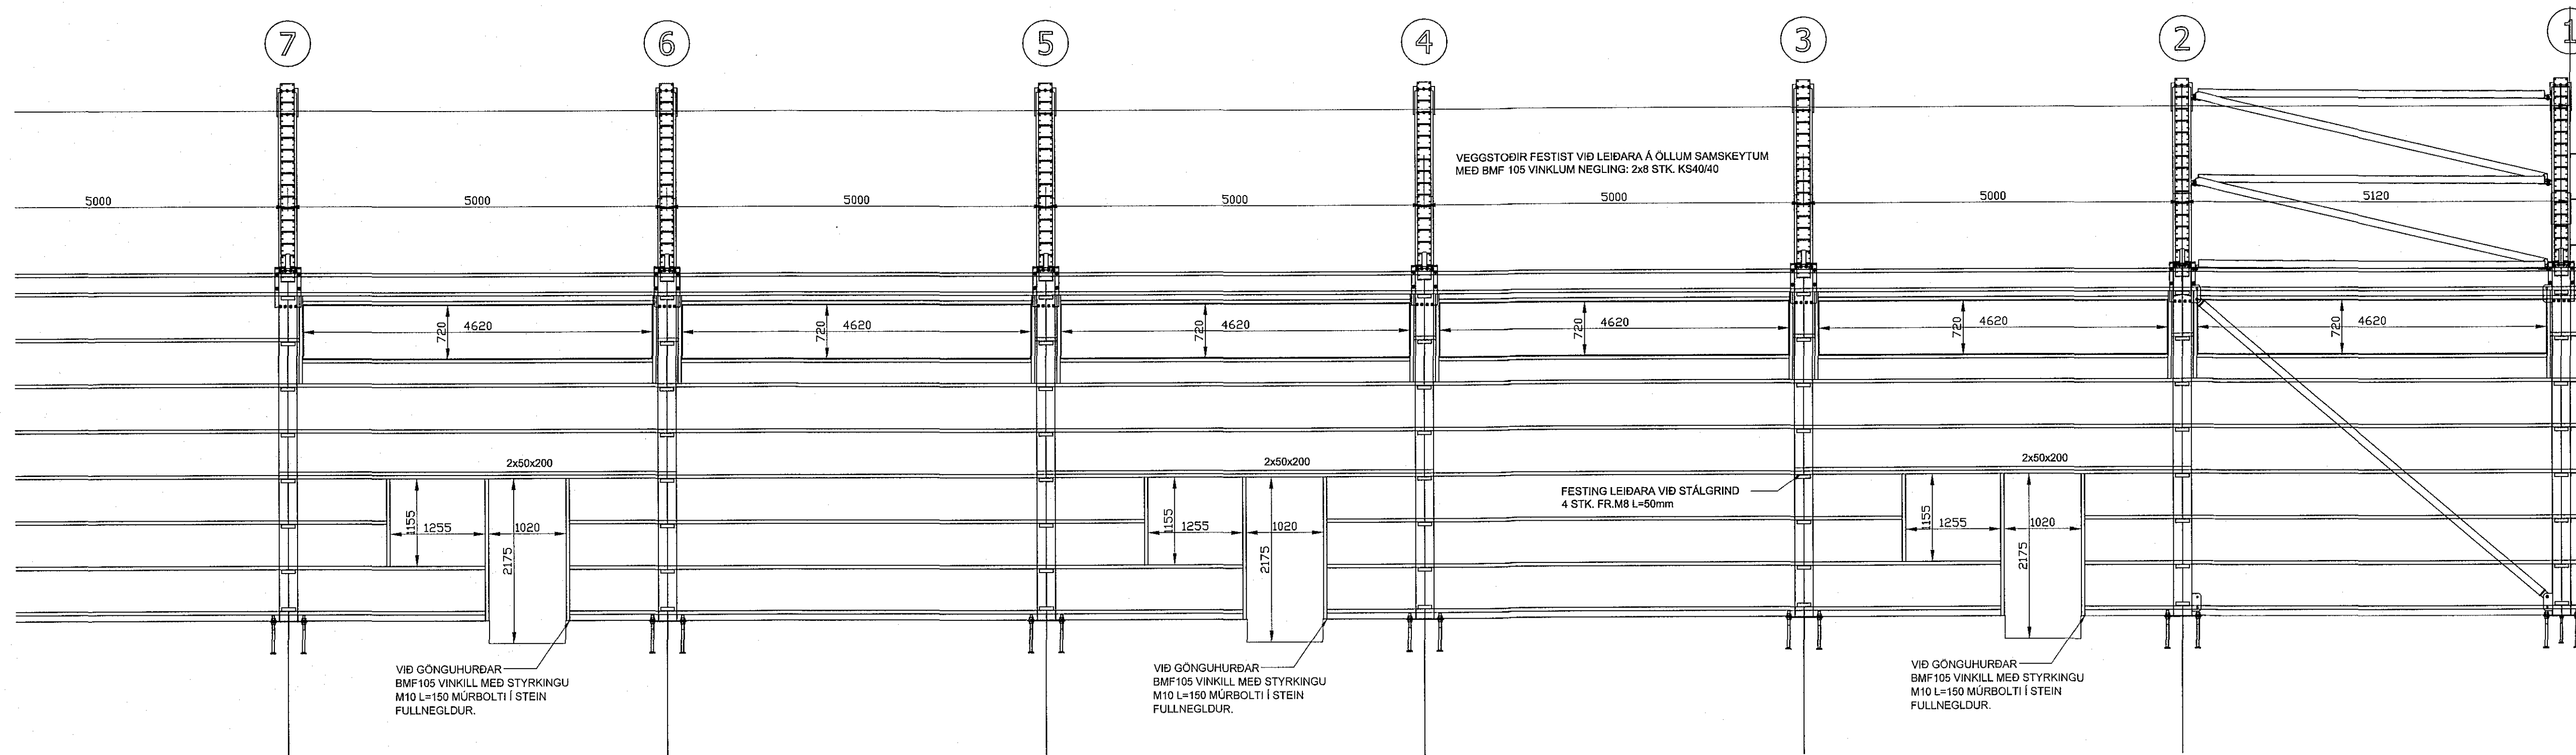 7
6
5
4
3
2
1
VEGGSTOÐIR FESTIST VIÐ LEIÐARA Á ÖLLUM SAMSKEYTUM
MEÐ BMF 105 VINKLUM NEGLING: 2x8 STK. KS40/40
5000
5000
5000
5000
5000
5000
5120
720
4620
720
4620
720
4620
720
4620
720
4620
720
4620
2x50x200
2x50x200
2x50x200
FESTING LEIÐARA VIÐ STÁLGRIND
4 STK. FR.M8 L=50mm
1155
1255
1020
2175
1155
1255
1020
2175
1155
1255
1020
2175
VIÐ GÖNGUHURÐAR
BMF105 VINKILL MEÐ STYRKINGU
M10 L=150 MÚRBOLTI Í STEIN
FULLNEGLDUR.
VIÐ GÖNGUHURÐAR
BMF105 VINKILL MEÐ STYRKINGU
M10 L=150 MÚRBOLTI Í STEIN
FULLNEGLDUR.
VIÐ GÖNGUHURÐAR
BMF105 VINKILL MEÐ STYRKINGU
M10 L=150 MÚRBOLTI Í STEIN
FULLNEGLDUR.